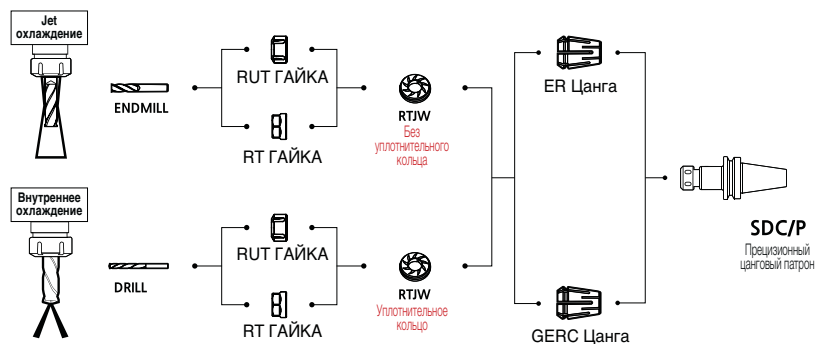 Jet
охлаждение
ENDMILL
RUT ГАЙКА
RT ГАЙКА
RTJW
Без
уплотнительного
кольца
ER Цанга
Внутреннее
охлаждение
DRILL
RUT ГАЙКА
RT ГАЙКА
RTJW
Уплотнительное
кольцо
GERC Цанга
SDC/P
Прецизионный
цанговый патрон